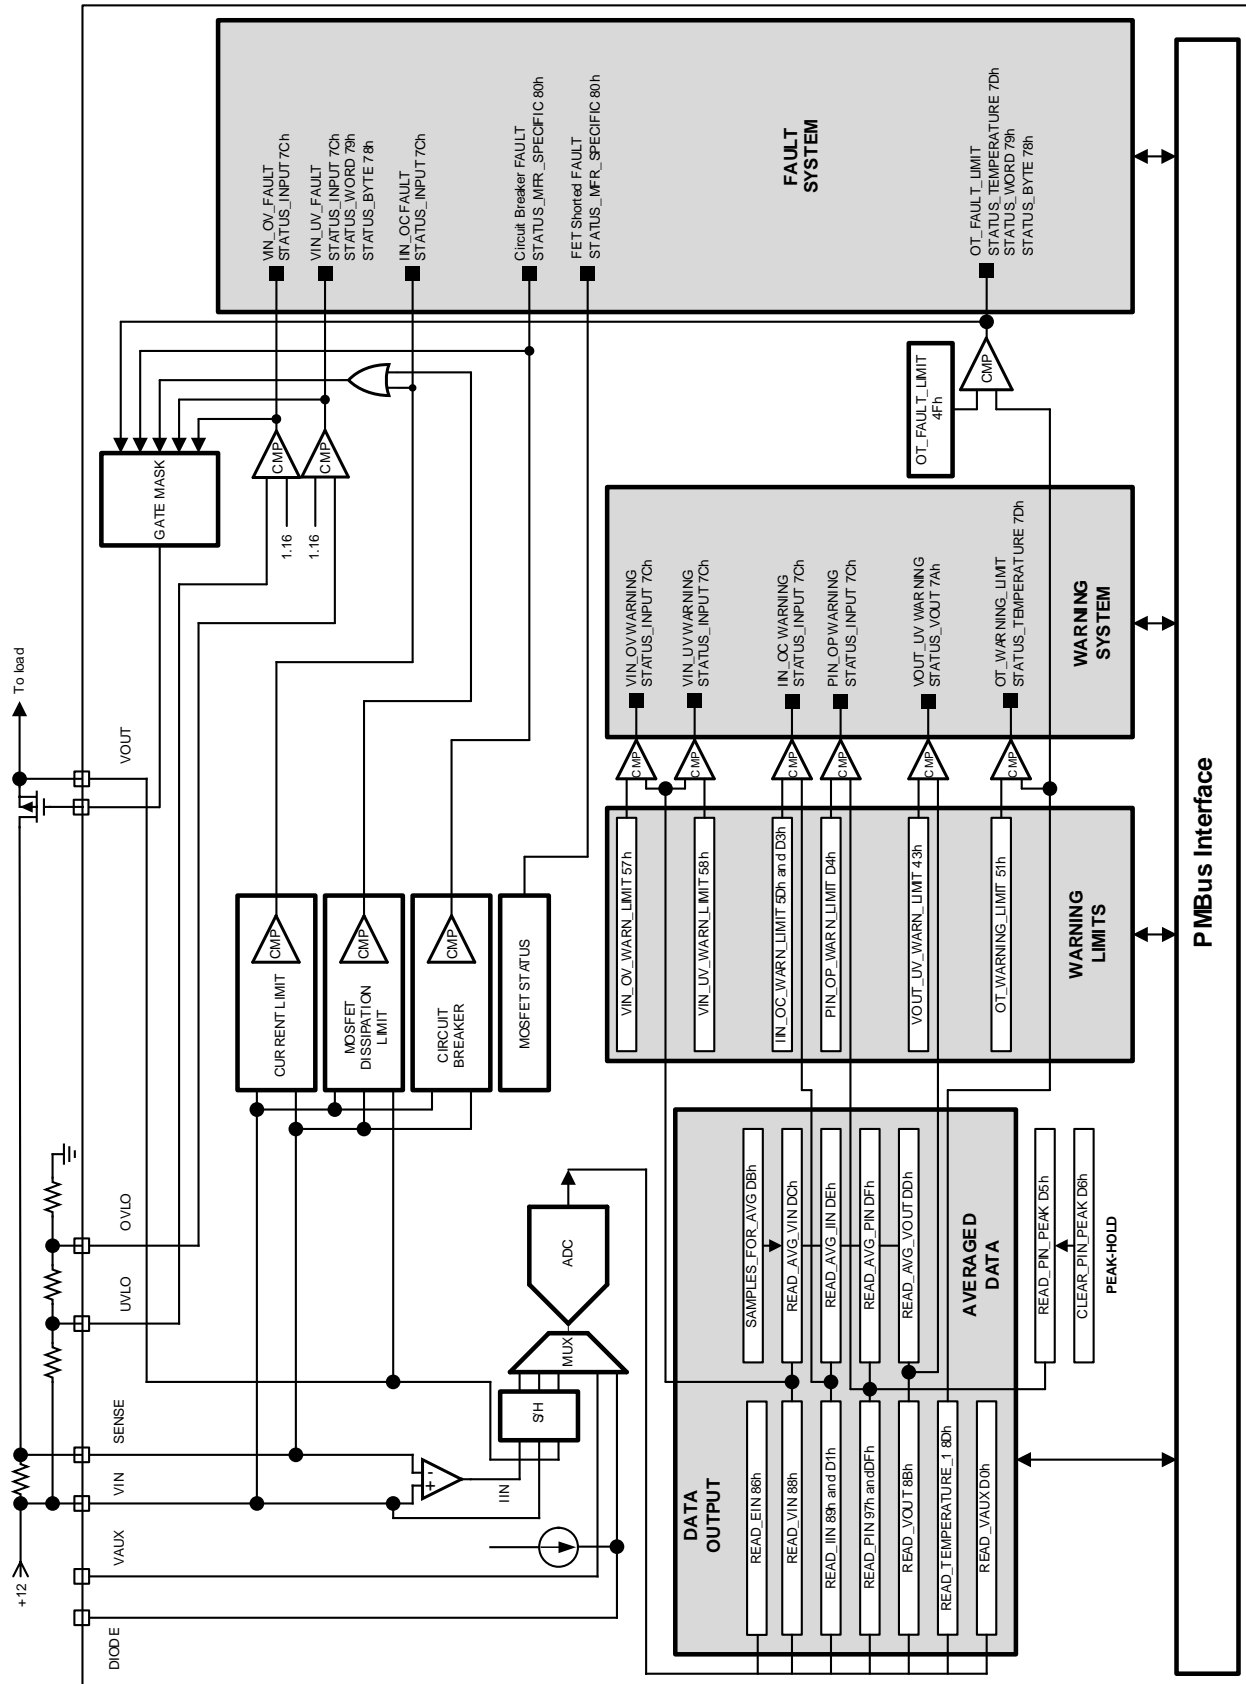 +12
To load
DIODE
VAUX
VIN
SENSE
UVLO
OVLO
VOUT
IIN
+
-
S/H
MUX
ADC
CURRENT LIMIT
CMP
MOSFET
DISSIPATION
LIMIT
CMP
CIRCUIT
BREAKER
CMP
MOSFET STATUS
GATE MASK
1.16
1.16
CMP
CMP
VIN_OV_FAULT
STATUS_INPUT 7Ch
VIN_UV_FAULT
STATUS_INPUT 7Ch
STATUS_WORD 79h
STATUS_BYTE 78h
IIN_OC FAULT
STATUS_INPUT 7Ch
Circuit Breaker FAULT
STATUS_MFR_SPECIFIC 80h
FET Shorted FAULT
STATUS_MFR_SPECIFIC 80h
OT_FAULT_LIMIT
STATUS_TEMPERATURE 7Dh
STATUS_WORD 79h
STATUS_BYTE 78h
FAULT
SYSTEM
OT_FAULT_LIMIT
4Fh
CMP
DATA
OUTPUT
READ_EIN 86h
READ_VIN 88h
READ_IIN 89h and D1h
READ_PIN 97h and DFh
READ_VOUT 8Bh
READ_TEMPERATURE_1 8Dh
READ_VAUX D0h
SAMPLES_FOR_AVG DBh
READ_AVG_VIN DCh
READ_AVG_IIN DEh
READ_AVG_PIN DFh
READ_AVG_VOUT DDh
AVERAGED
DATA
READ_PIN_PEAK D5h
CLEAR_PIN_PEAK D6h
PEAK-HOLD
VIN_OV_WARN_LIMIT 57h
VIN_UV_WARN_LIMIT 58h
IIN_OC_WARN_LIMIT 5Dh and D3h
PIN_OP_WARN_LIMIT D4h
VOUT_UV_WARN_LIMIT 43h
OT_WARNING_LIMIT 51h
WARNING
LIMITS
CMP
CMP
CMP
CMP
CMP
CMP
VIN_OV WARNING
STATUS_INPUT 7Ch
VIN_UV WARNING
STATUS_INPUT 7Ch
IIN_OC WARNING
STATUS_INPUT 7Ch
PIN_OP WARNING
STATUS_INPUT 7Ch
VOUT_UV WARNING
STATUS_VOUT 7Ah
OT_WARNING_LIMIT
STATUS_TEMPERATURE 7Dh
WARNING
SYSTEM
PMBus Interface